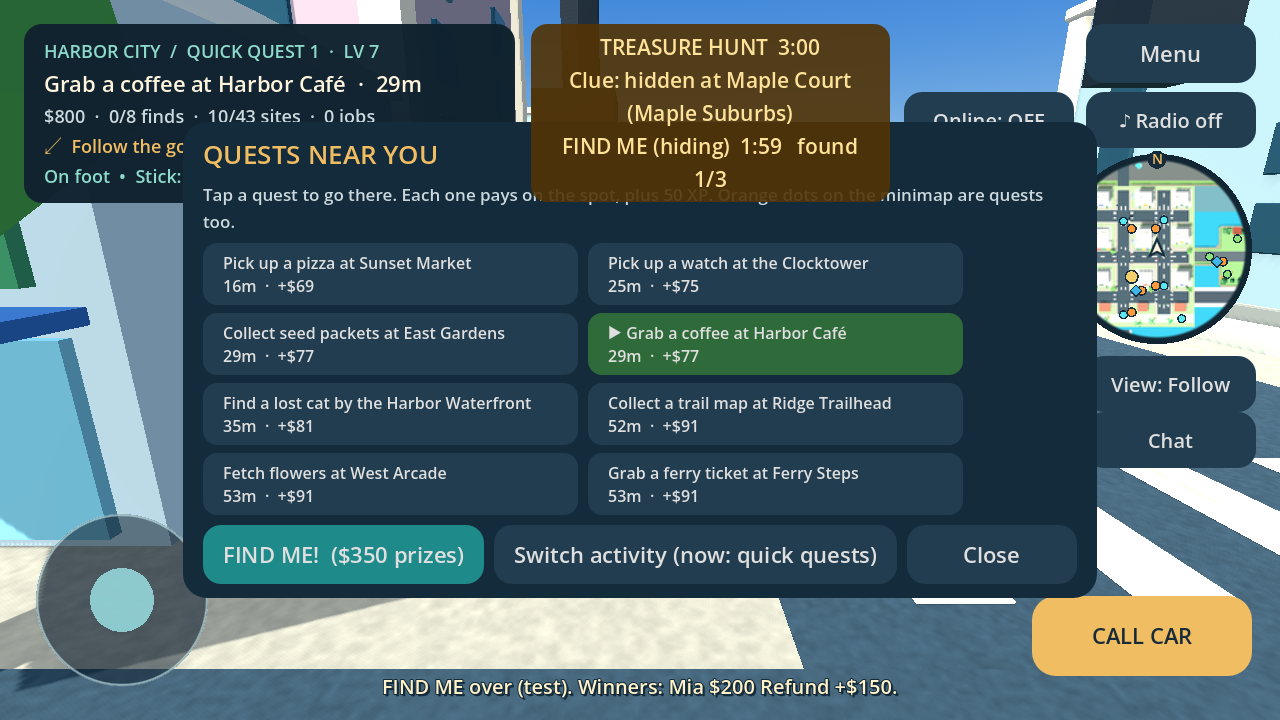 HARBOR CITY / QUICK QUEST 1 · LV 7
Grab a coffee at Harbor Café · 29m
$800 · 0/8 finds · 10/43 sites · 0 jobs
↙ Follow the go
On foot • Stick:
TREASURE HUNT 3:00
Clue: hidden at Maple Court
(Maple Suburbs)
FIND ME (hiding) 1:59 found
1/3
Menu
Online: OFF
♪ Radio off
N
QUESTS NEAR YOU
Tap a quest to go there. Each one pays on the spot, plus 50 XP. Orange dots on the minimap are quests
too.
Pick up a pizza at Sunset Market
16m · +$69
Pick up a watch at the Clocktower
25m · +$75
Collect seed packets at East Gardens
29m · +$77
▶ Grab a coffee at Harbor Café
29m · +$77
Find a lost cat by the Harbor Waterfront
35m · +$81
Collect a trail map at Ridge Trailhead
52m · +$91
Fetch flowers at West Arcade
53m · +$91
Grab a ferry ticket at Ferry Steps
53m · +$91
FIND ME! ($350 prizes)
Switch activity (now: quick quests)
Close
View: Follow
Chat
CALL CAR
FIND ME over (test). Winners: Mia $200 Refund +$150.